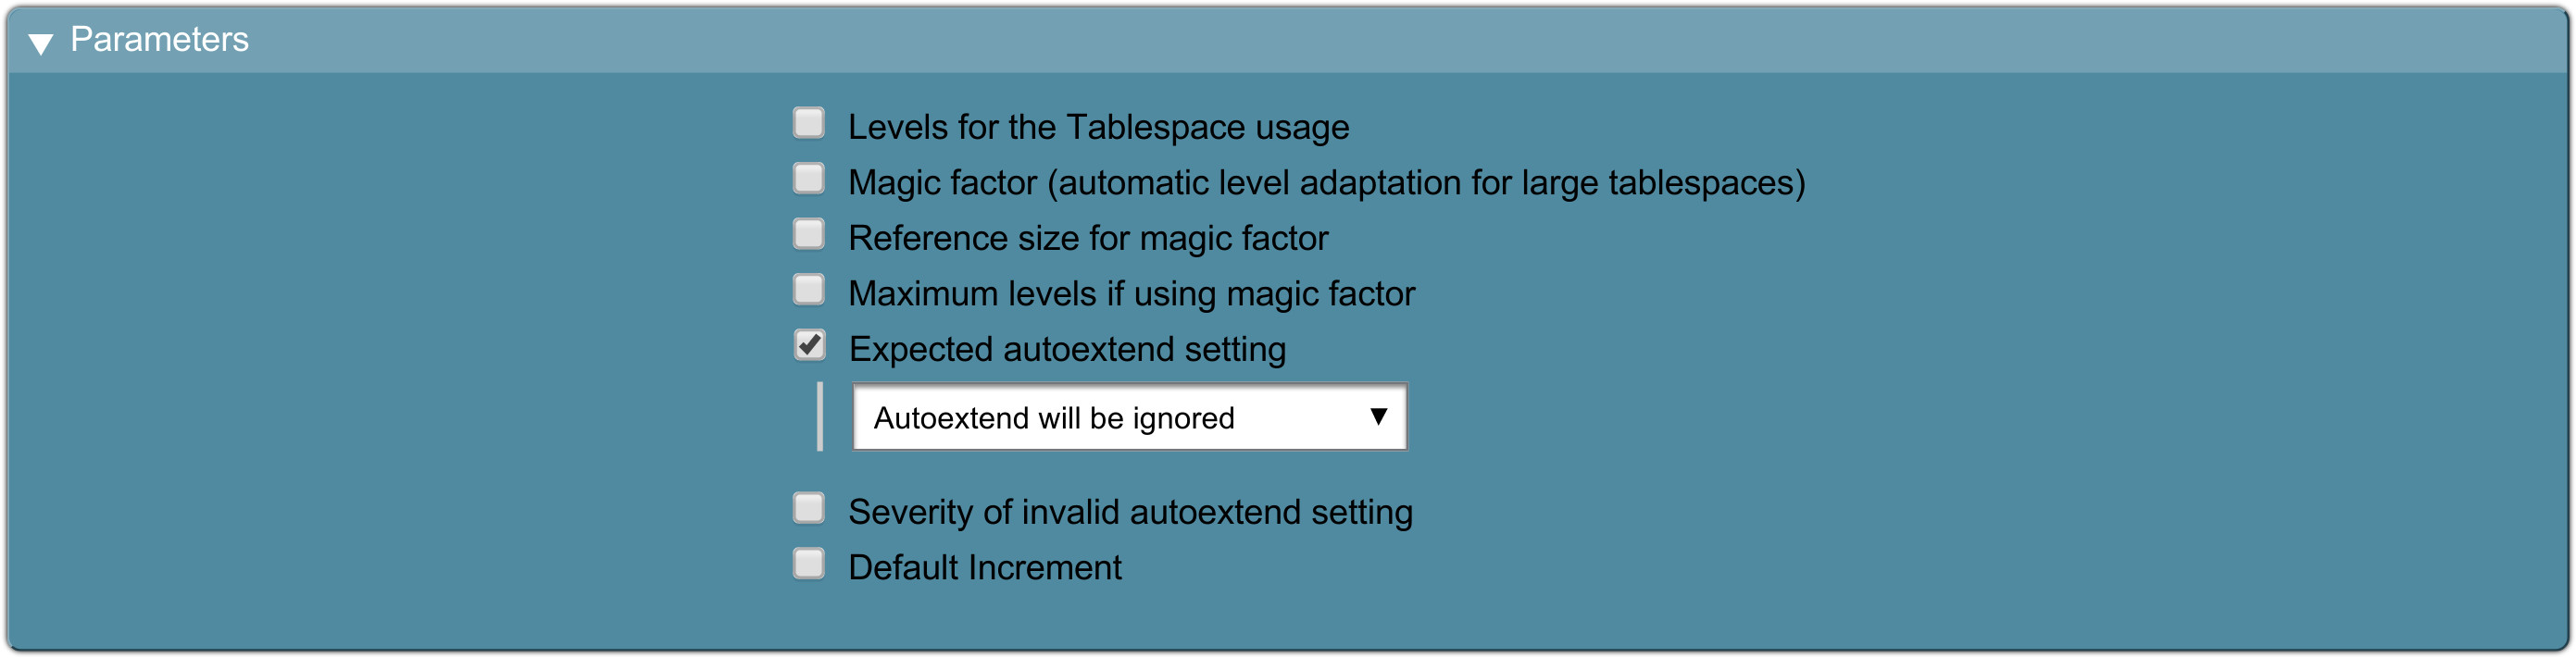 Parameters
Levels for the Tablespace usage
Magic factor (automatic level adaptation for large tablespaces)
Reference size for magic factor
Maximum levels if using magic factor
Expected autoextend setting
Autoextend will be ignored
Severity of invalid autoextend setting
Default Increment